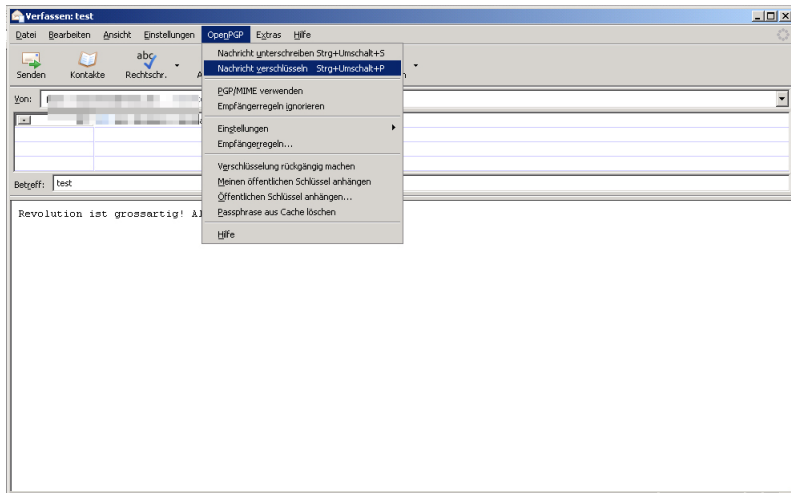 Verfassen: test
Datei Bearbeiten Ansicht Einstellungen OpenPGP Extras Hilfe
Senden Kontakte Rechtschr.
Nachricht unterschreiben Strg+Umschalt+S
Nachricht verschlüsseln Strg+Umschalt+P
PGP/MIME verwenden
Empfängerregeln ignorieren
Einstellungen
Empfängerregeln...
Verschlüsselung rückgängig machen
Meinen öffentlichen Schlüssel anhängen
Öffentlichen Schlüssel anhängen...
Passphrase aus Cache löschen
Hilfe
Von:
Betreff: test
Revolution ist grossartig!